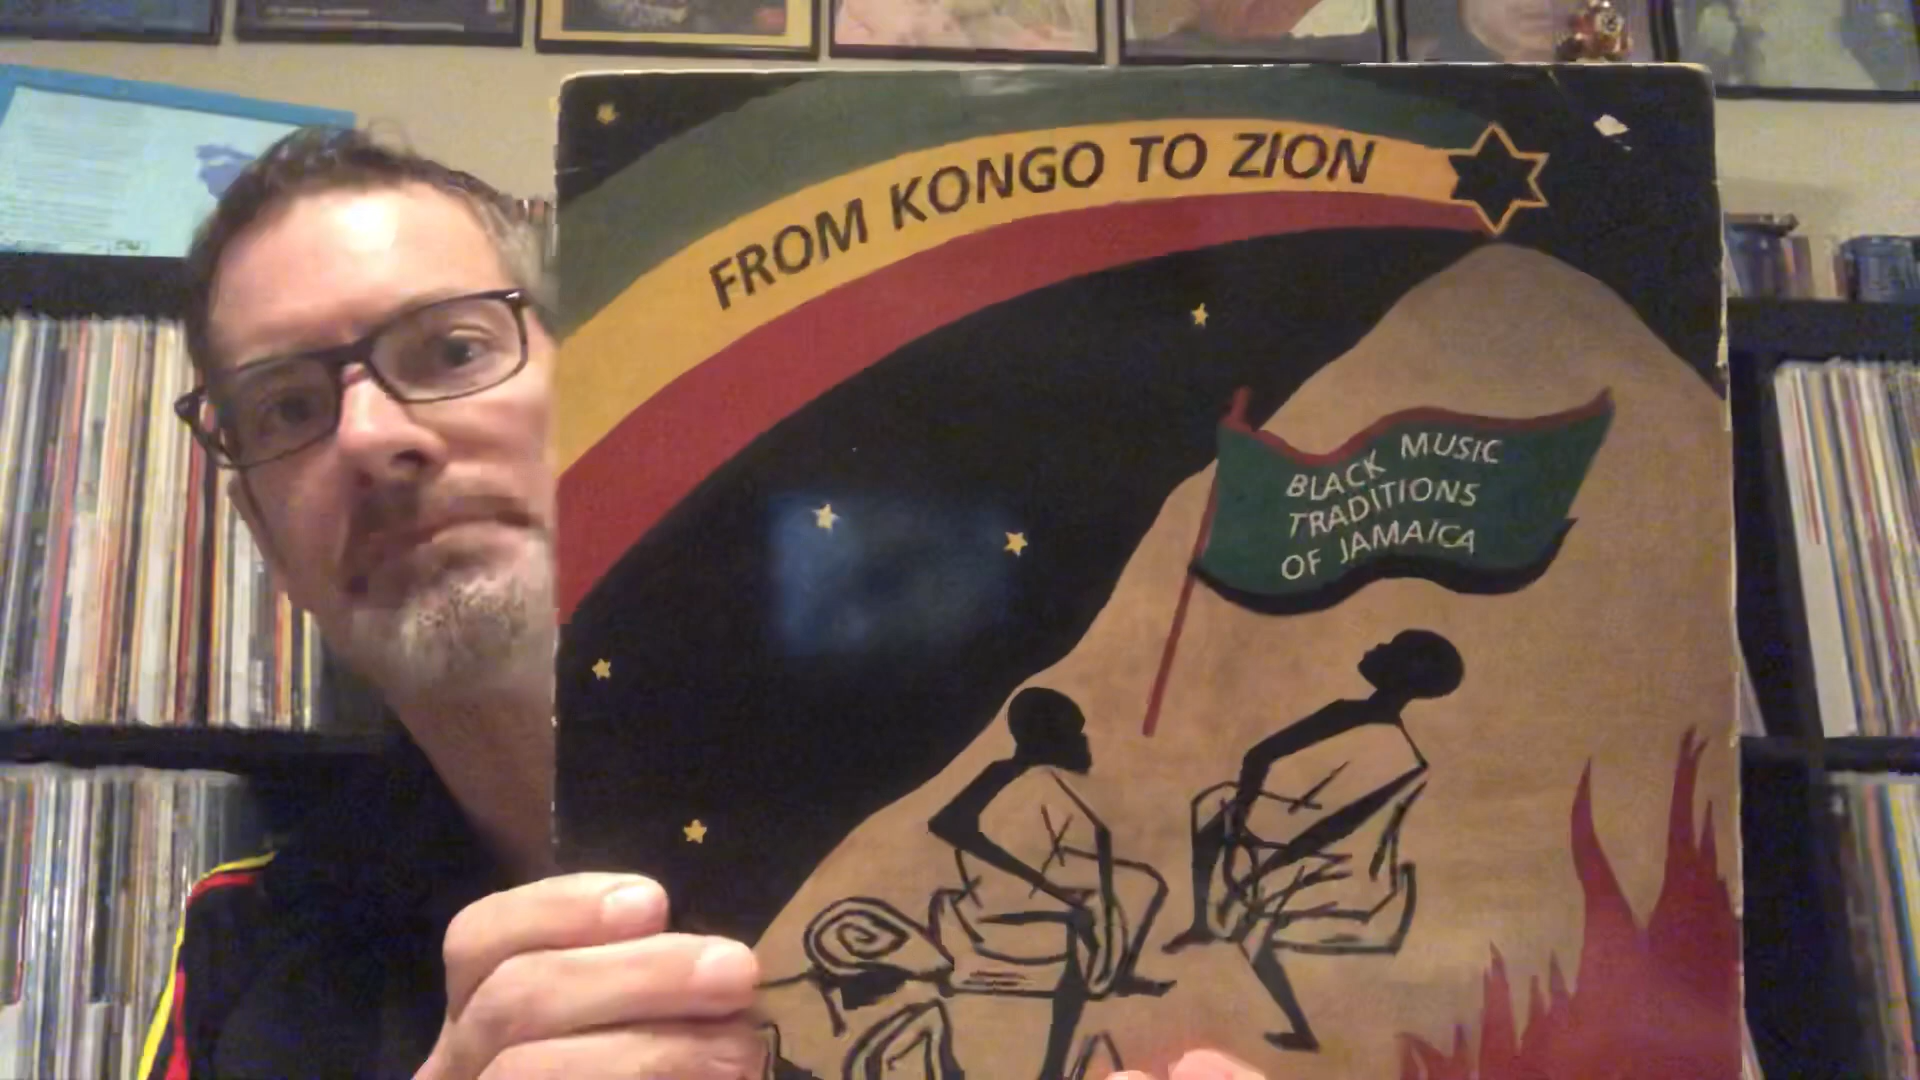 FROM KONGO TO ZION
BLACK MUSIC
TRADITIONS
OF JAMAICA